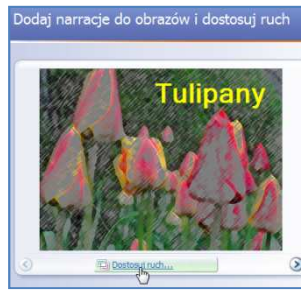 Dodaj narracje do obrazów i dostosuj ruch
Tulipany
Dostosuj ruch...